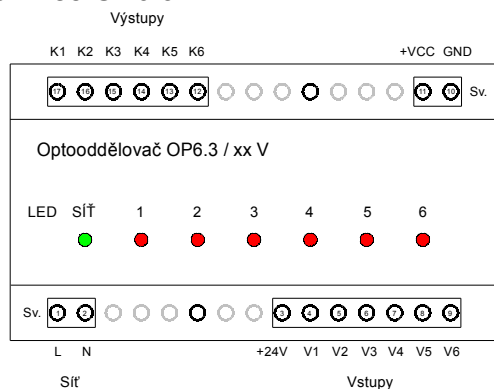 Výstupy
K1 K2 K3 K4 K5 K6 +VCC GND
17 16 15 14 13 12 11 10 Sv.
Optooddělovač OP6.3 / xx V
LED SÍŤ 1 2 3 4 5 6
Sv. 1 2 3 4 5 6 7 8 9
L N +24V V1 V2 V3 V4 V5 V6
Síť Vstupy